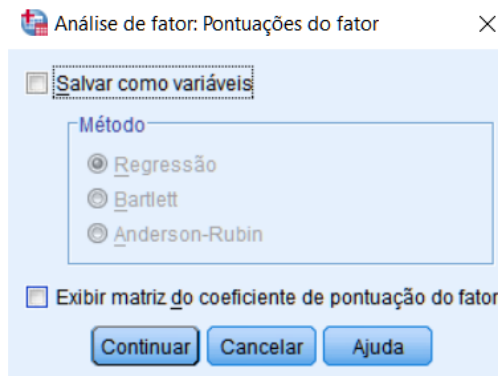 Análise de fator: Pontuações do fator
Salvar como variáveis
Método
Regressão
Bartlett
Anderson-Rubin
Exibir matriz do coeficiente de pontuação do fator
Continuar Cancelar Ajuda